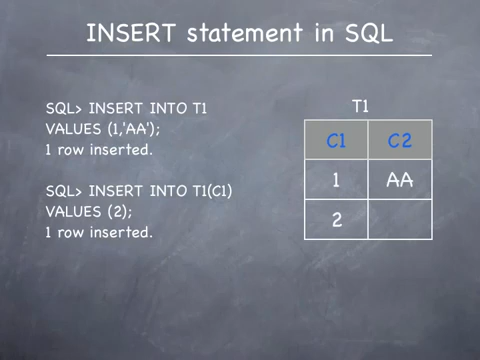 INSERT statement in SQL
SQL> INSERT INTO T1
VALUES (1,'AA');
1 row inserted.
SQL> INSERT INTO T1(C1)
VALUES (2);
1 row inserted.
T1
C1 C2
1 AA
2